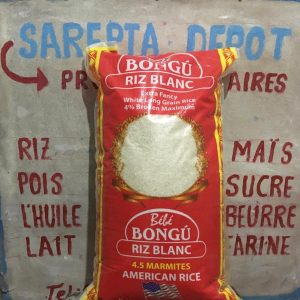 SAREPTA DEPOT
PR AIRES
BONGÚ
RIZ BLANC
Extra Fancy
White Long Grain Rice
4% Broken Maximum
RIZ MAÏS
POIS SUCRE
L'HUILE BEURRE
LAIT FARINE
Bébé
BONGÚ
RIZ BLANC
4.5 MARMITES
AMERICAN RICE